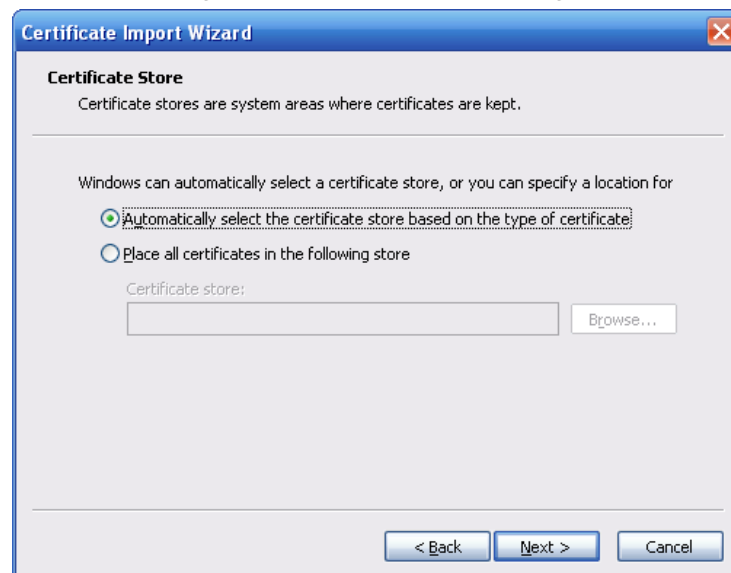 Certificate Import Wizard
Certificate Store
Certificate stores are system areas where certificates are kept.
Windows can automatically select a certificate store, or you can specify a location for
Automatically select the certificate store based on the type of certificate
Place all certificates in the following store
Certificate store:
Browse...
< Back Next > Cancel